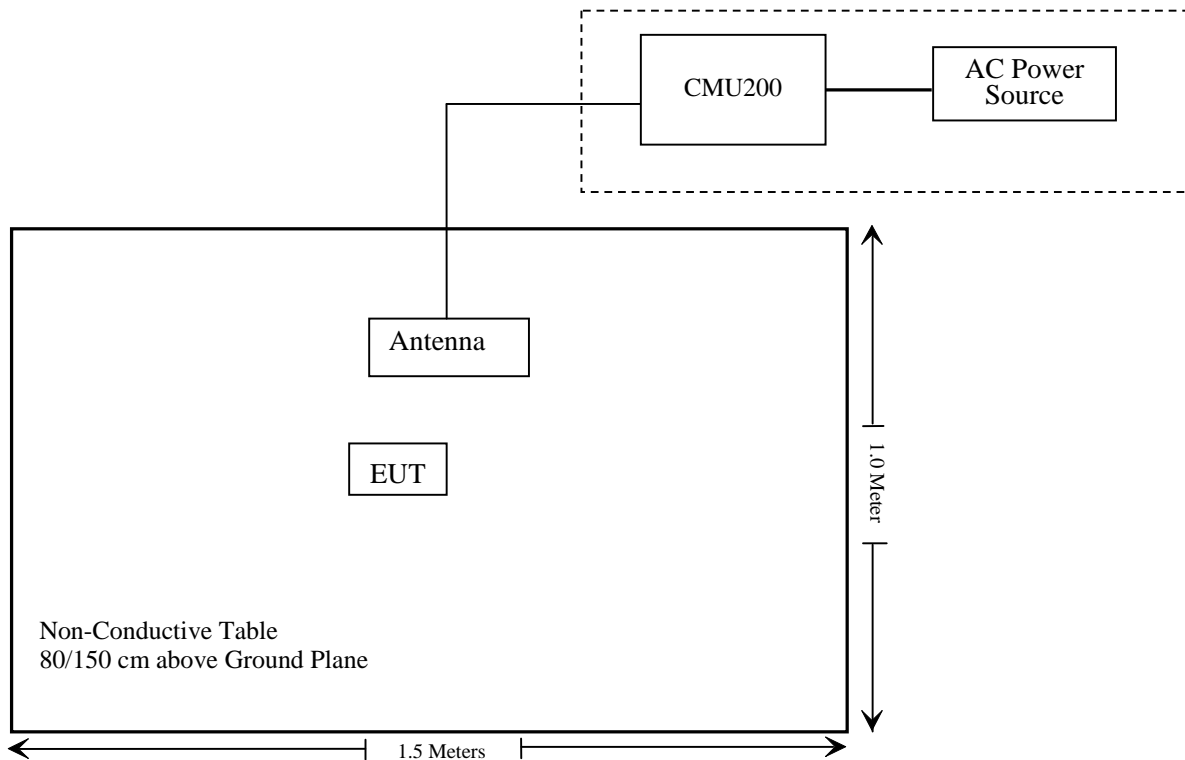 CMU200
AC Power
Source
Antenna
EUT
1.0 Meter
Non-Conductive Table
80/150 cm above Ground Plane
1.5 Meters